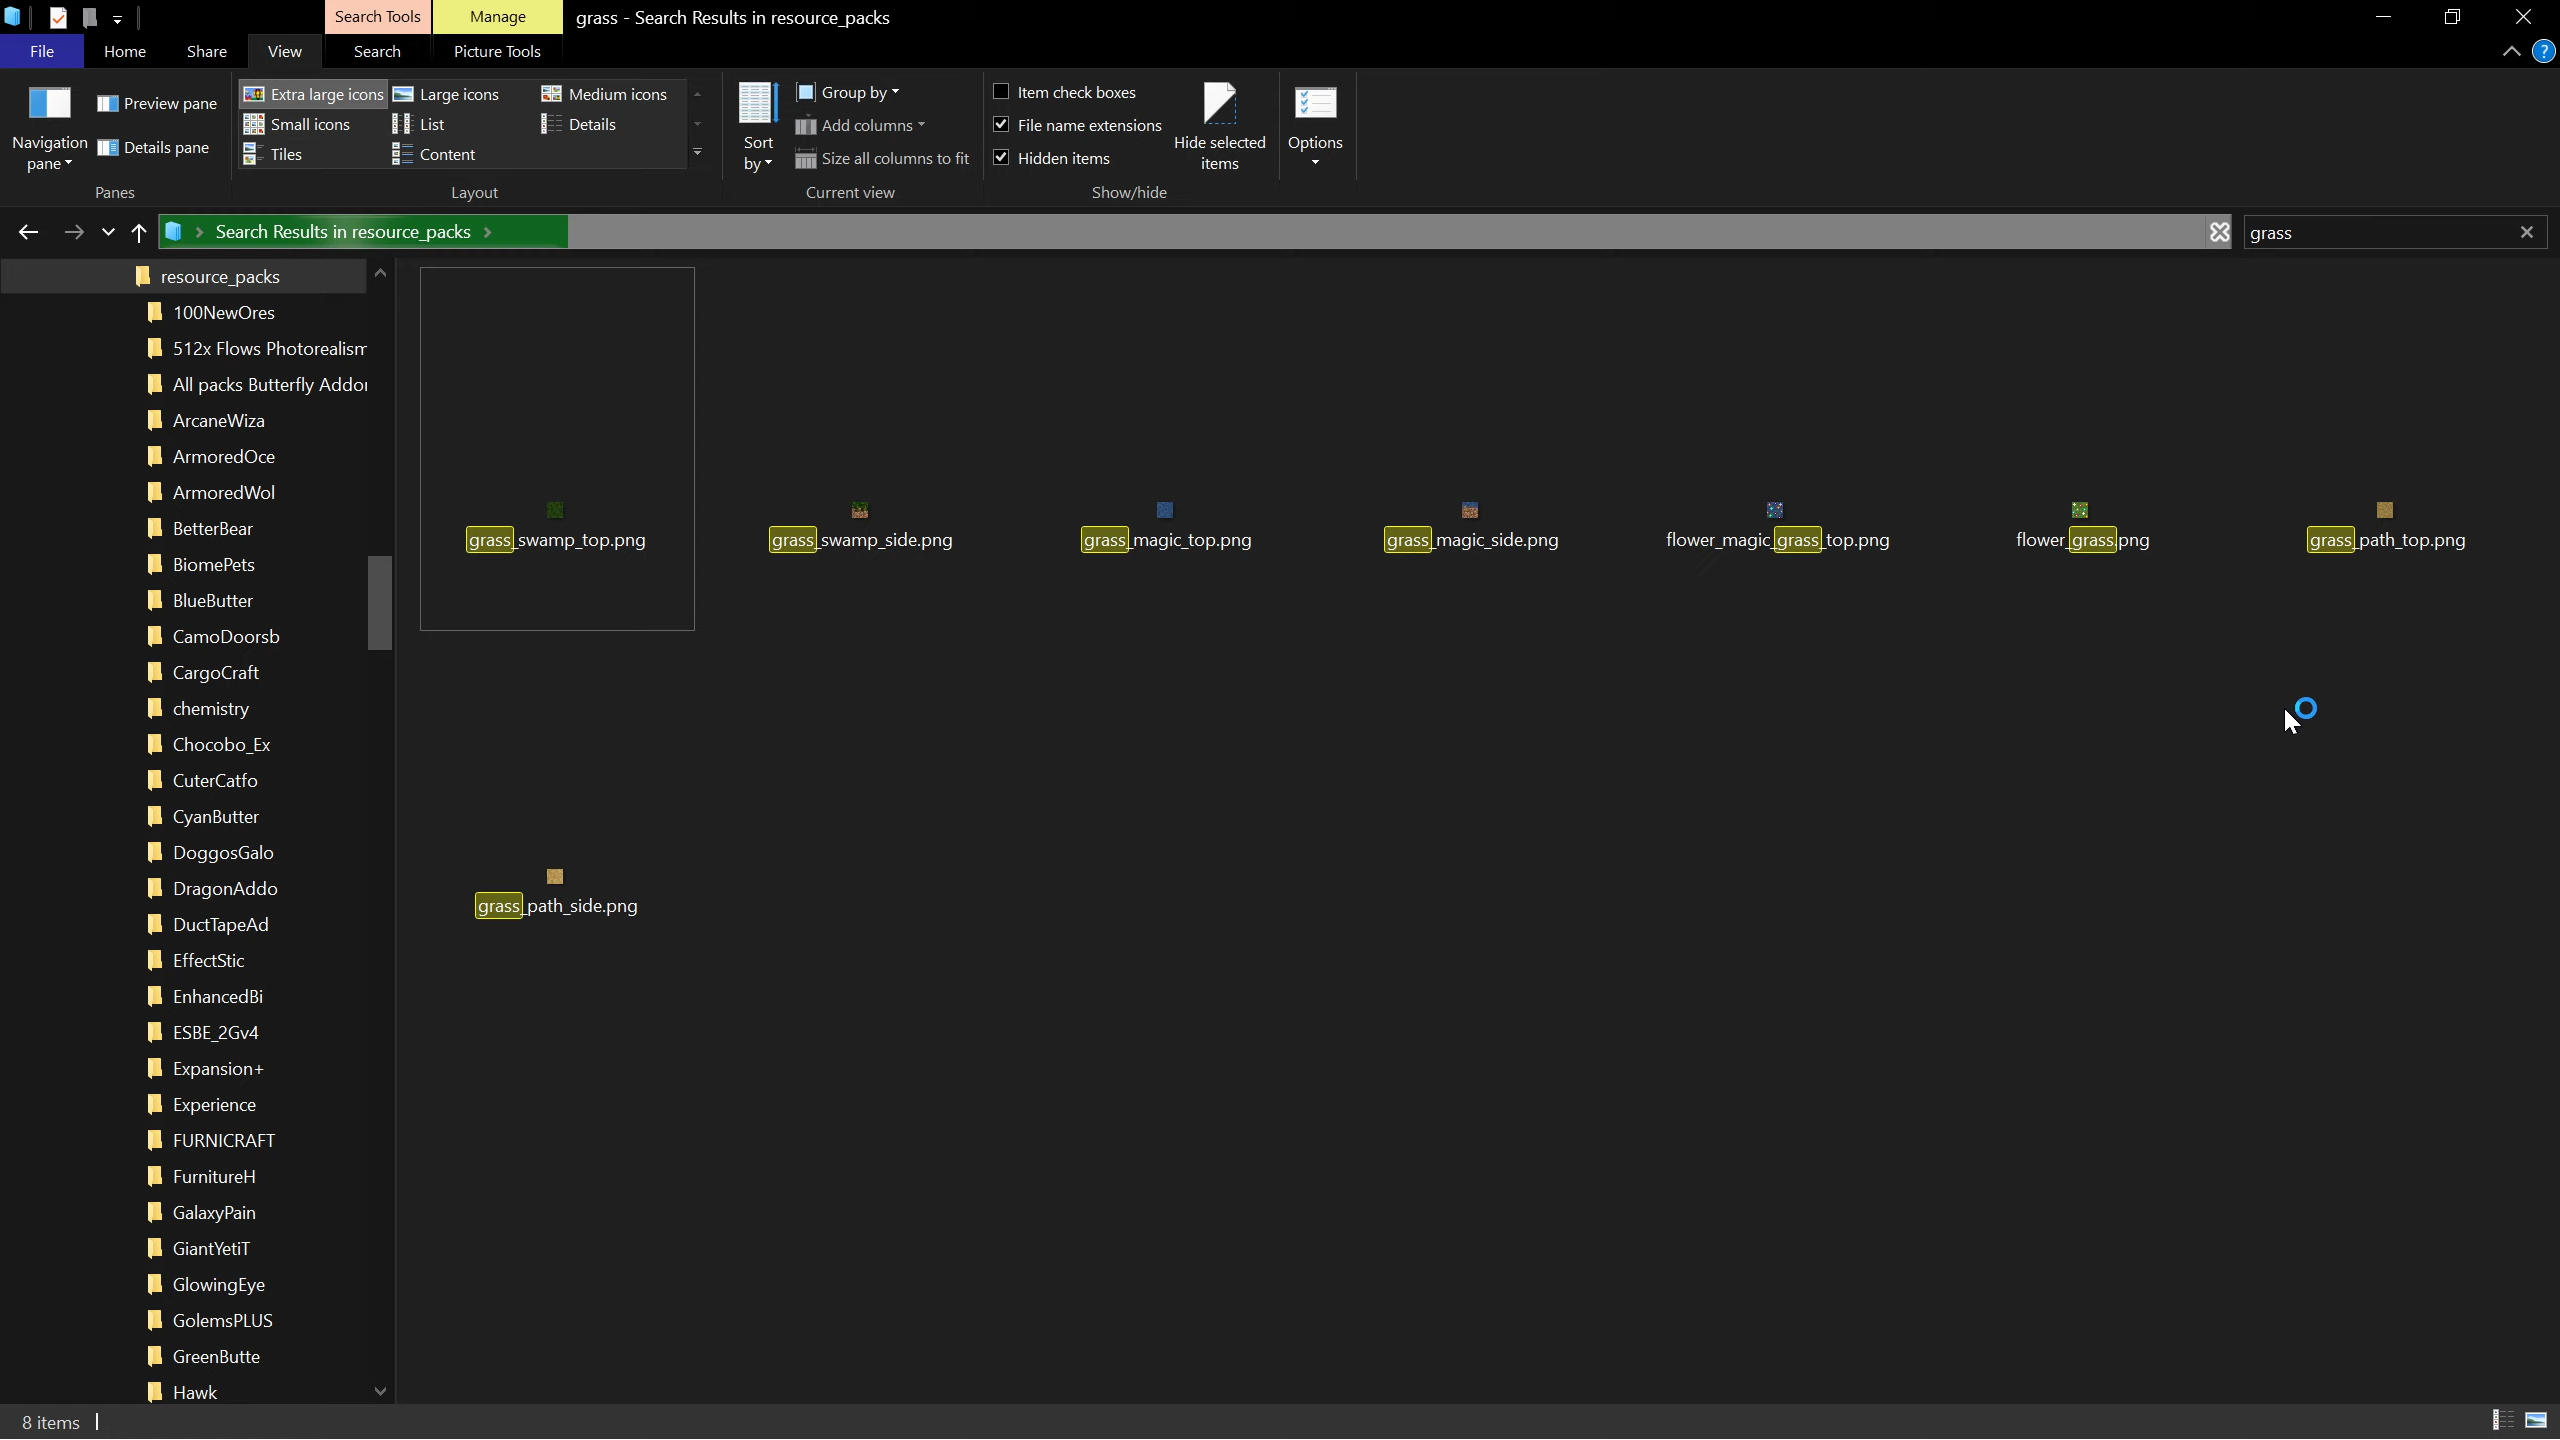 Search Tools
Manage
grass - Search Results in resource_packs
File
Home
Share
View
Search
Picture Tools
Navigation
pane
Preview pane
Details pane
Panes
Extra large icons
Large icons
Medium icons
Small icons
List
Details
Tiles
Content
Layout
Sort
by
Group by
Add columns
Size all columns to fit
Current view
Item check boxes
File name extensions
Hidden items
Hide selected
items
Show/hide
Options
Search Results in resource_packs
grass
resource_packs
100NewOres
512x Flows Photorealism
All packs Butterfly Addo
ArcaneWiza
ArmoredOce
ArmoredWol
BetterBear
BiomePets
BlueButter
CamoDoorsb
CargoCraft
chemistry
Chocobo_Ex
CuterCatfo
CyanButter
DoggosGalo
DragonAddo
DuctTapeAd
EffectStic
EnhancedBi
ESBE_2Gv4
Expansion+
Experience
FURNICRAFT
FurnitureH
GalaxyPain
GiantYetiT
GlowingEye
GolemsPLUS
GreenButte
Hawk
grass_swamp_top.png
grass_swamp_side.png
grass_magic_top.png
grass_magic_side.png
flower_magic_grass_top.png
flower_grass.png
grass_path_top.png
grass_path_side.png
8 items